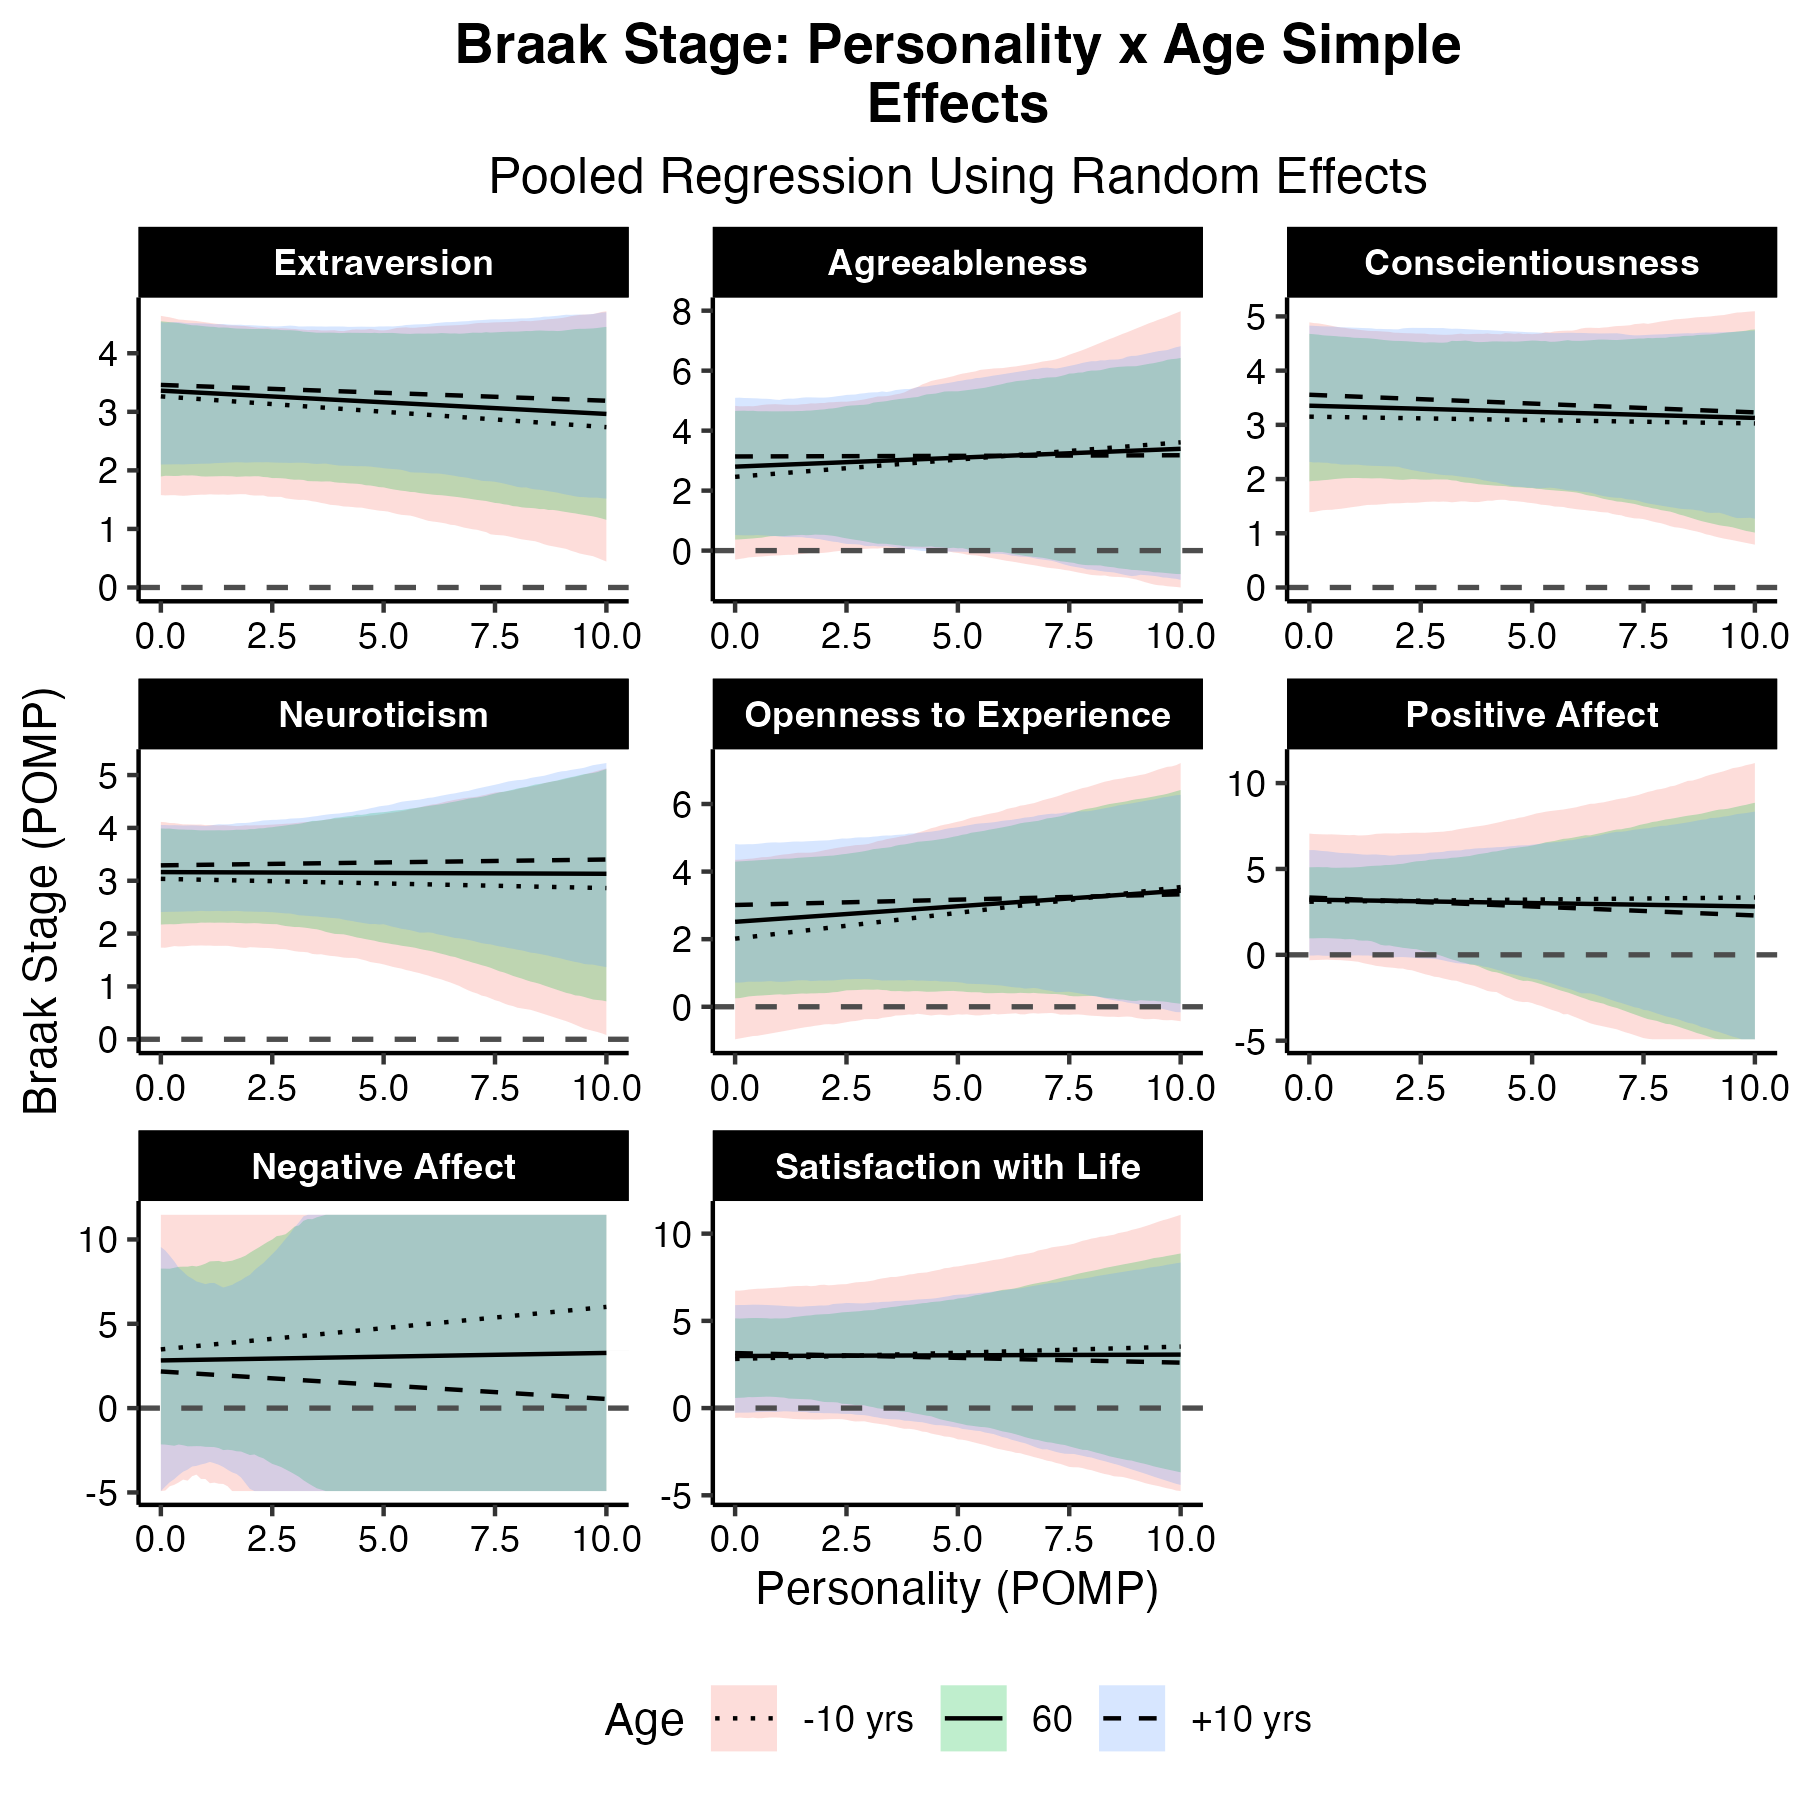 Braak Stage: Personality x Age Simple
Effects
Pooled Regression Using Random Effects
Extraversion
Agreeableness
Conscientiousness
4
3
2
1
0
0.0 2.5 5.0 7.5 10.0
8
6
4
2
0
0.0 2.5 5.0 7.5 10.0
5
4
3
2
1
0
0.0 2.5 5.0 7.5 10.0
Braak Stage (POMP)
Neuroticism
Openness to Experience
Positive Affect
5
4
3
2
1
0
0.0 2.5 5.0 7.5 10.0
6
4
2
0
0.0 2.5 5.0 7.5 10.0
10
5
0
-5
0.0 2.5 5.0 7.5 10.0
Negative Affect
Satisfaction with Life
10
5
0
-5
0.0 2.5 5.0 7.5 10.0
10
5
0
-5
0.0 2.5 5.0 7.5 10.0
Personality (POMP)
Age -10 yrs 60 +10 yrs